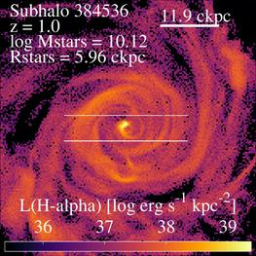 Subhalo 384536
11.9 ckpc
z = 1.0
log Mstars = 10.12
Rstars = 5.96 ckpc
L(H-alpha) [log erg s⁻¹ kpc⁻²]
36 37 38 39